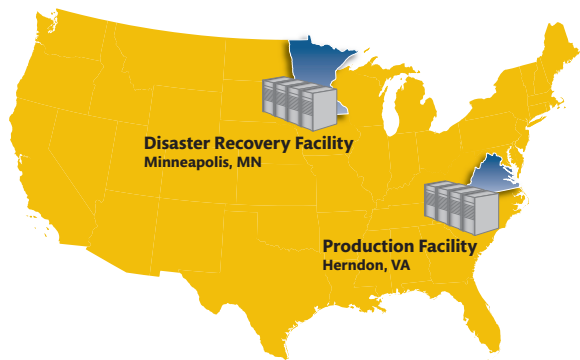 Disaster Recovery Facility
Minneapolis, MN
Production Facility
Herndon, VA